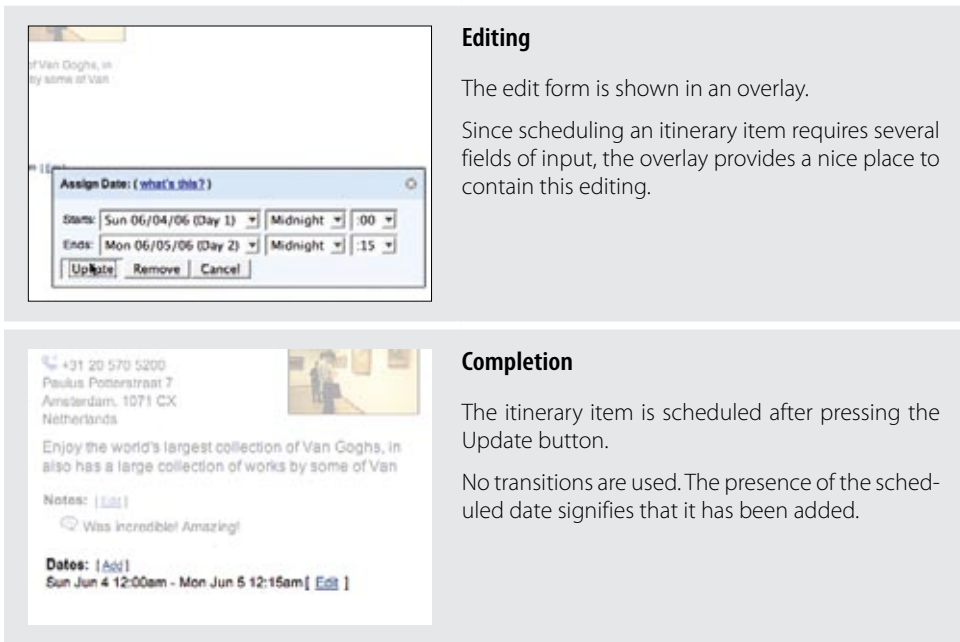 Editing
The edit form is shown in an overlay.
Since scheduling an itinerary item requires several
fields of input, the overlay provides a nice place to
contain this editing.
of Van Goghs, in
by some of Van
Assign Date: ( what's this? )
Starts: Sun 06/04/06 (Day 1) Midnight :00
Ends: Mon 06/05/06 (Day 2) Midnight :15
Update Remove Cancel
Completion
The itinerary item is scheduled after pressing the
Update button.
No transitions are used. The presence of the sched-
uled date signifies that it has been added.
+31 20 570 5200
Paulus Potterstraat 7
Amsterdam, 1071 CX
Netherlands
Enjoy the world's largest collection of Van Goghs, in
also has a large collection of works by some of Van
Notes: [Edit]
Was incredible! Amazing!
Dates: [Add]
Sun Jun 4 12:00am - Mon Jun 5 12:15am [ Edit ]